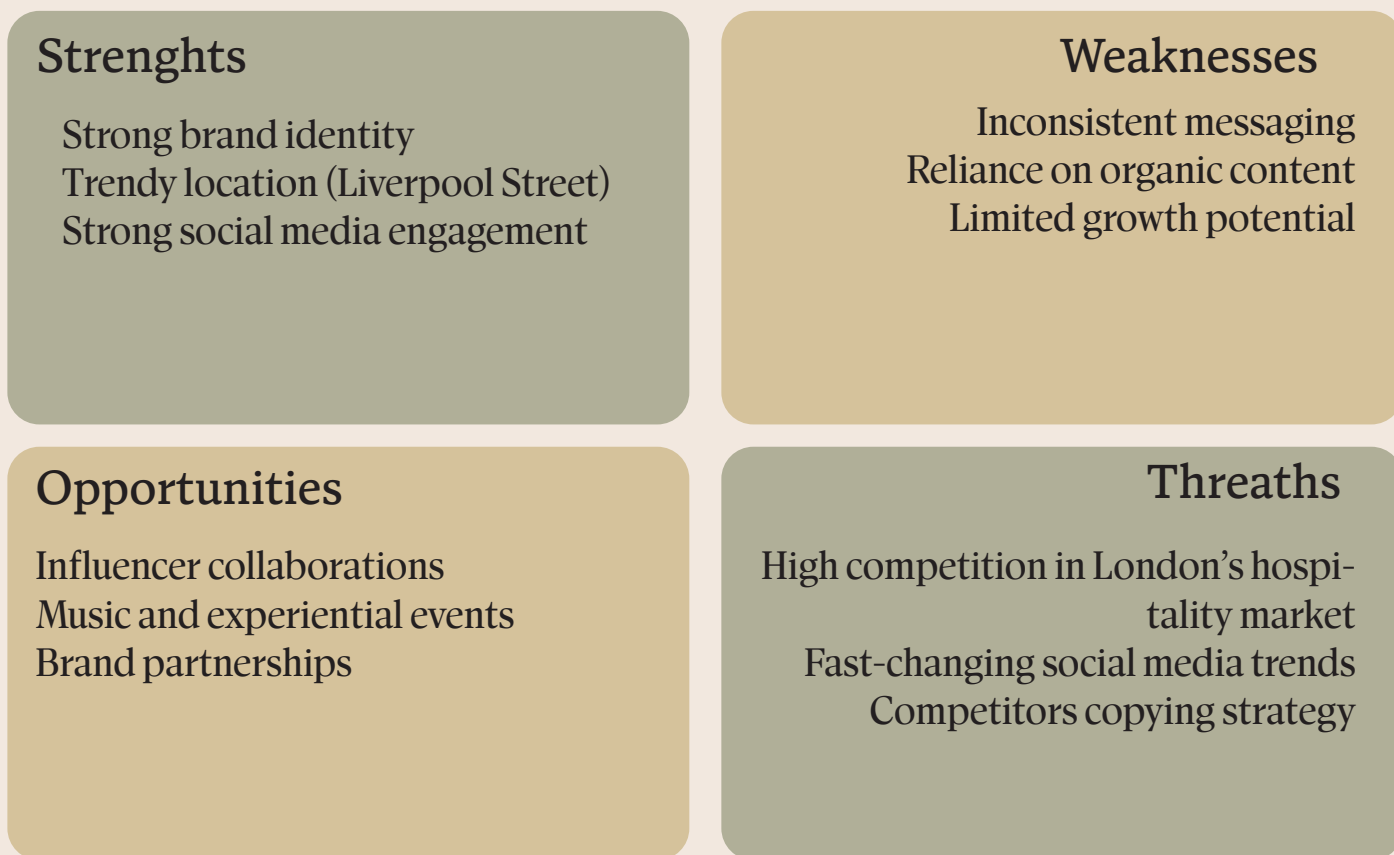 Strenghts
Strong brand identity
Trendy location (Liverpool Street)
Strong social media engagement
Weaknesses
Inconsistent messaging
Reliance on organic content
Limited growth potential
Opportunities
Influencer collaborations
Music and experiential events
Brand partnerships
Threaths
High competition in London’s hospi-
tality market
Fast-changing social media trends
Competitors copying strategy